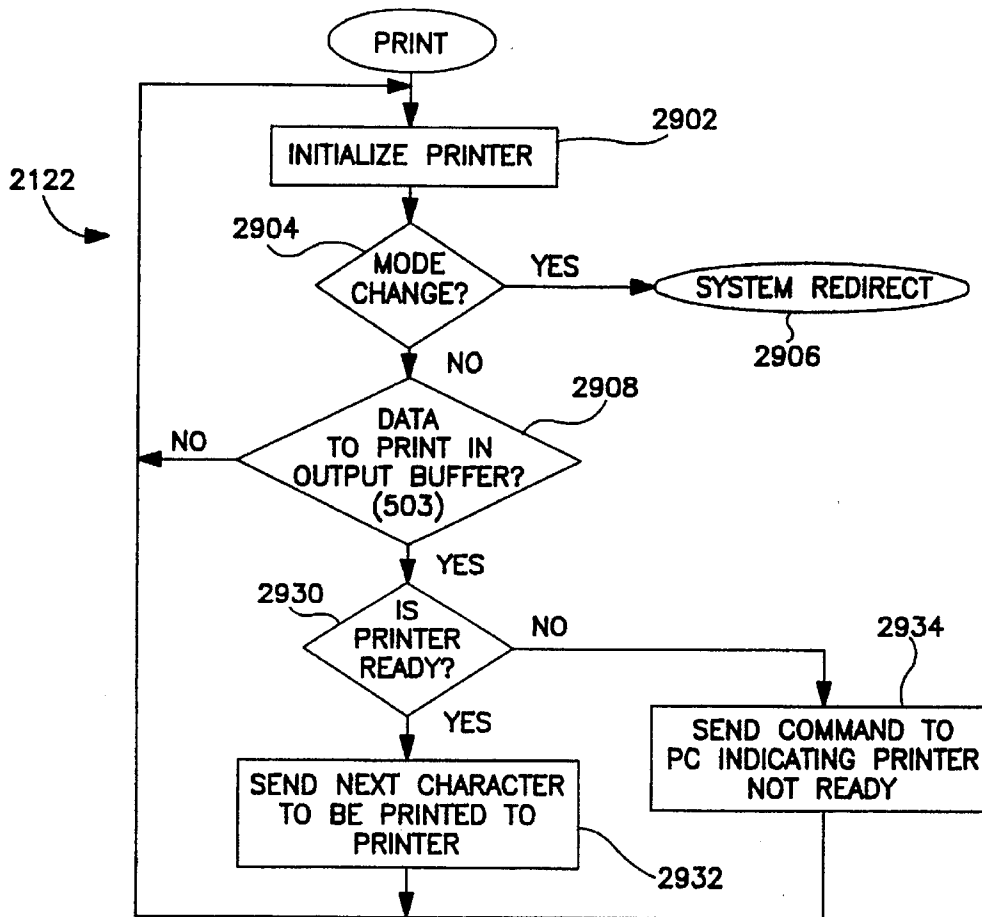 PRINT
2902
INITIALIZE PRINTER
2122
2904
MODE
CHANGE?
YES
SYSTEM REDIRECT
2906
NO
2908
DATA
TO PRINT IN
OUTPUT BUFFER?
(503)
NO
YES
2930
IS
PRINTER
READY?
NO
2934
YES
SEND COMMAND TO
PC INDICATING PRINTER
NOT READY
SEND NEXT CHARACTER
TO BE PRINTED TO
PRINTER
2932